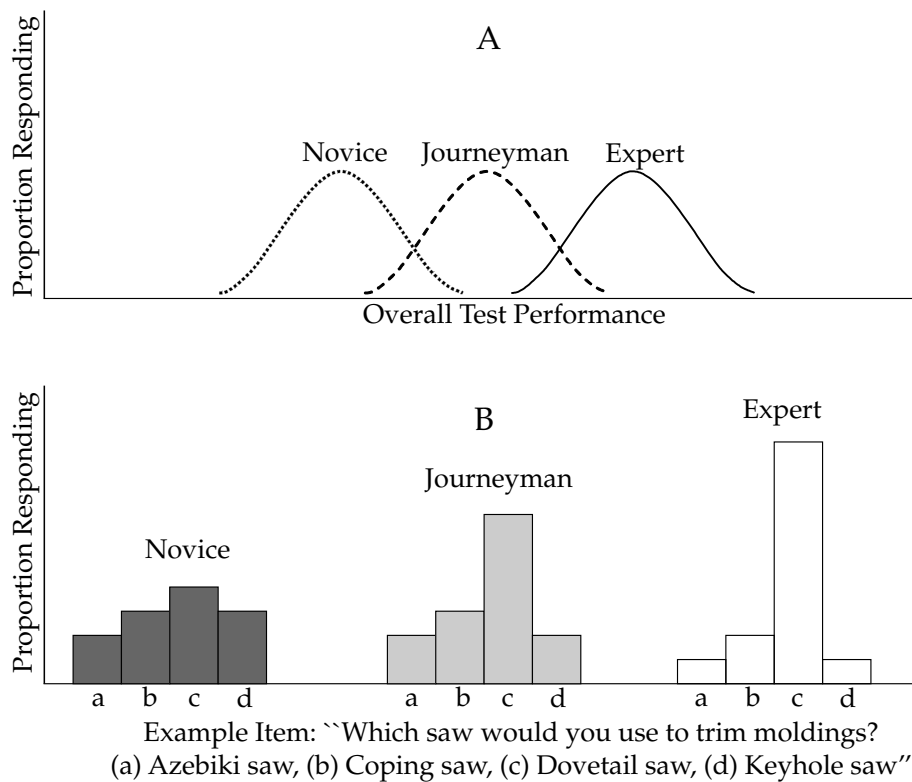 Proportion Responding
A
Novice Journeyman Expert
Overall Test Performance
Proportion Responding
B
Expert
Journeyman
Novice
a b c d a b c d a b c d
Example Item: ``Which saw would you use to trim moldings?
(a) Azebiki saw, (b) Coping saw, (c) Dovetail saw, (d) Keyhole saw”